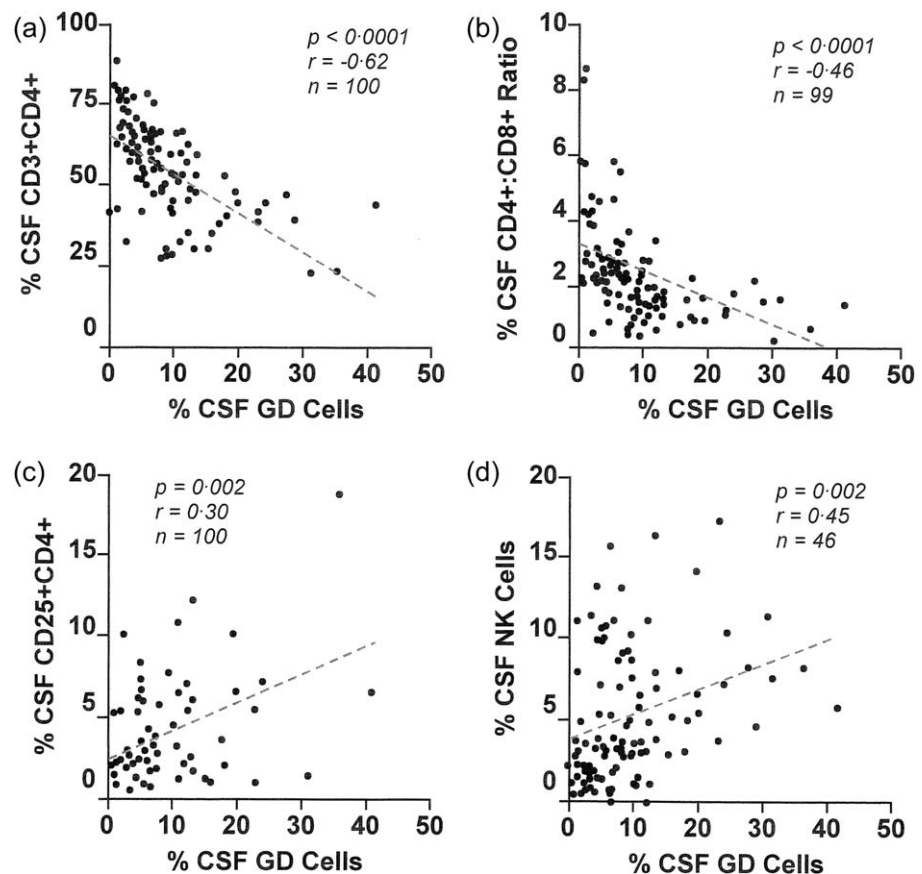 (a)
% CSF CD3+CD4+
100
75
50
25
0
p < 0·0001
r = -0·62
n = 100
0 10 20 30 40 50
% CSF GD Cells
(b)
% CSF CD4+:CD8+ Ratio
10
8
6
4
2
0
p < 0·0001
r = -0·46
n = 99
0 10 20 30 40 50
% CSF GD Cells
(c)
% CSF CD25+CD4+
20
15
10
5
0
p = 0·002
r = 0·30
n = 100
0 10 20 30 40 50
% CSF GD Cells
(d)
% CSF NK Cells
20
15
10
5
0
p = 0·002
r = 0·45
n = 46
0 10 20 30 40 50
% CSF GD Cells